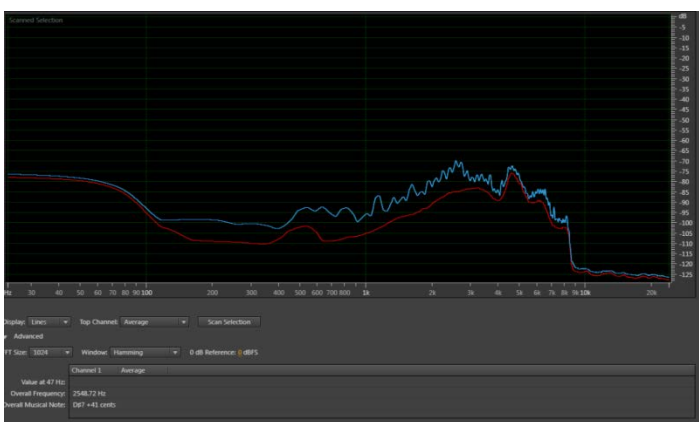 Scanned Selection
dB
-5
-10
-15
-20
-25
-30
-35
-40
-45
-50
-55
-60
-65
-70
-75
-80
-85
-90
-95
-100
-105
-110
-115
-120
-125
Hz 30 40 50 60 70 80 90 100 200 300 400 500 600 700 800 1k 2k 3k 4k 5k 6k 7k 8k 9k 10k 20k
Display: Lines Top Channel: Average Scan Selection
Advanced
FT Size: 1024 Window: Hamming 0 dB Reference: 0 dBFS
Channel 1 Average
Value at 47 Hz:
Overall Frequency: 2548.72 Hz
Overall Musical Note: D#7 +41 cents